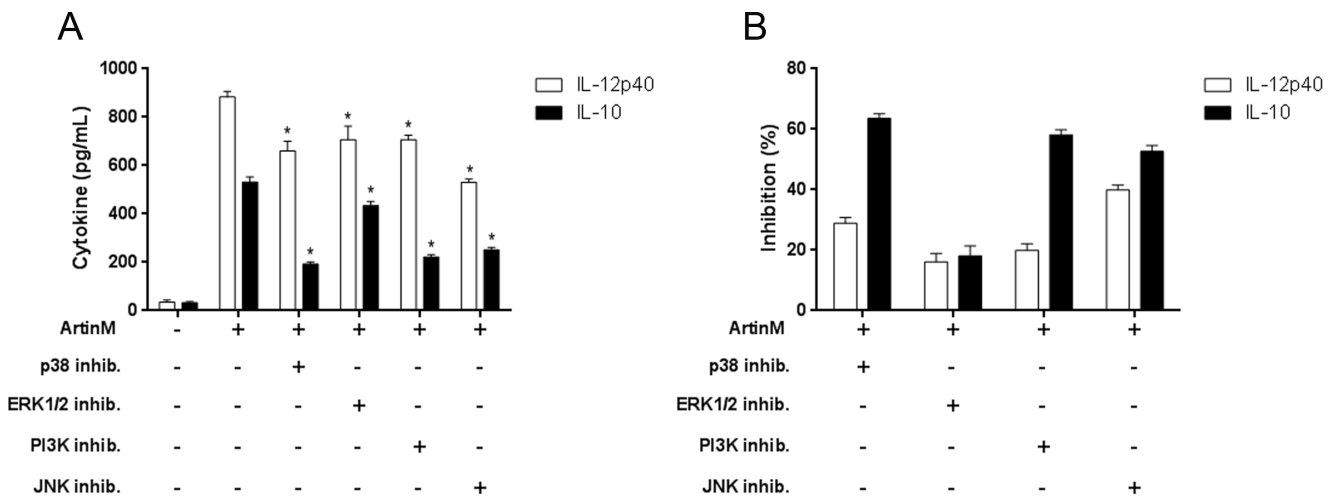 A
Cytokine (pg/mL)
1000
800
600
400
200
0
* * * * * * * *
IL-12p40
IL-10
ArtinM - + + + + +
p38 inhib. - - + - - -
ERK1/2 inhib. - - - + - -
PI3K inhib. - - - - + -
JNK inhib. - - - - - +
B
Inhibition (%)
80
60
40
20
0
IL-12p40
IL-10
ArtinM + + + +
p38 inhib. + - - -
ERK1/2 inhib. - + - -
PI3K inhib. - - + -
JNK inhib. - - - +